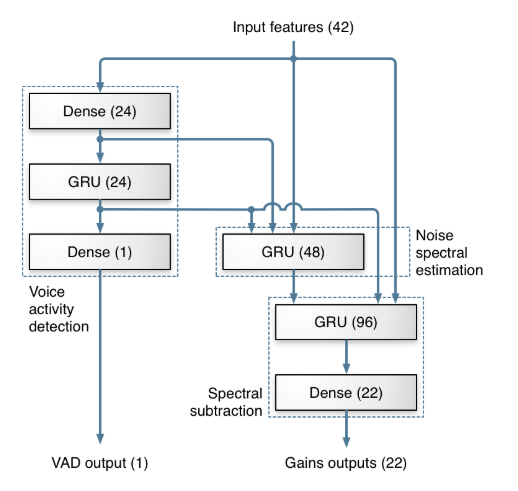 Input features (42)
Dense (24)
GRU (24)
Dense (1)
Voice
activity
detection
GRU (48)
Noise
spectral
estimation
GRU (96)
Dense (22)
Spectral
subtraction
VAD output (1)
Gains outputs (22)